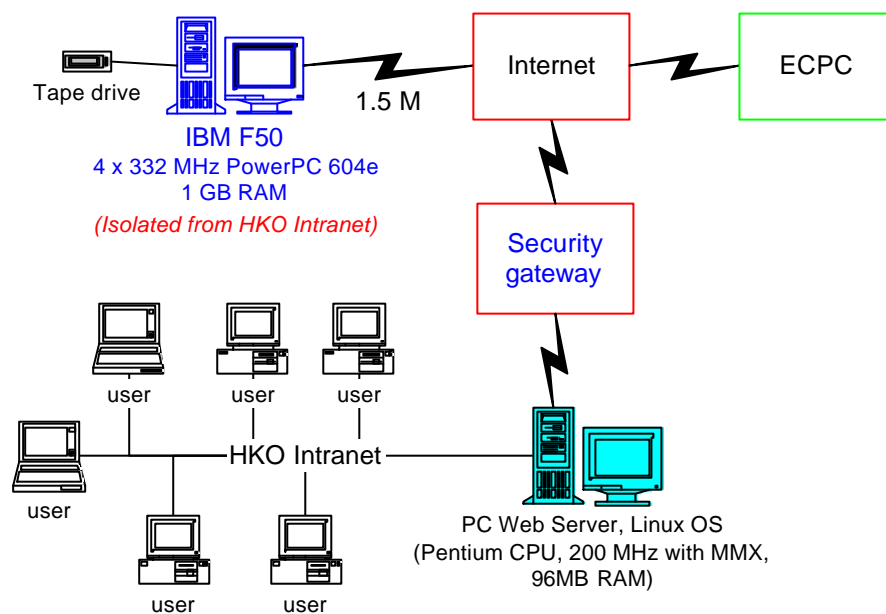 Tape drive
IBM F50
4 x 332 MHz PowerPC 604e
1 GB RAM
(Isolated from HKO Intranet)
1.5 M
Internet
ECPC
Security
gateway
user
user
user
user
HKO Intranet
user
user
PC Web Server, Linux OS
(Pentium CPU, 200 MHz with MMX,
96MB RAM)